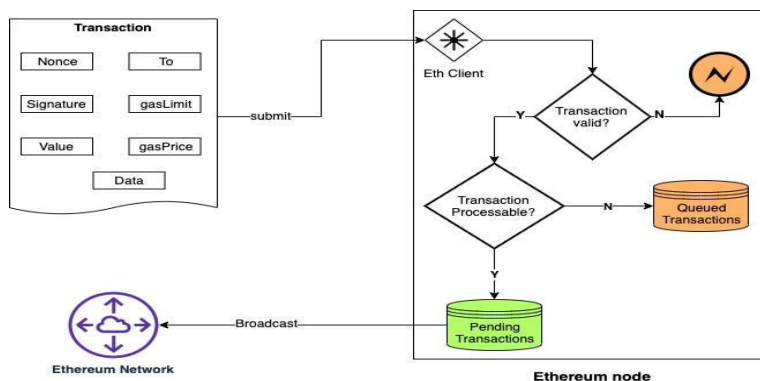 Transaction
Nonce
To
Signature
gasLimit
Value
gasPrice
Data
submit
Eth Client
Transaction
valid?
Y
N
Transaction
Processable?
N
Queued
Transactions
Y
Pending
Transactions
Broadcast
Ethereum Network
Ethereum node